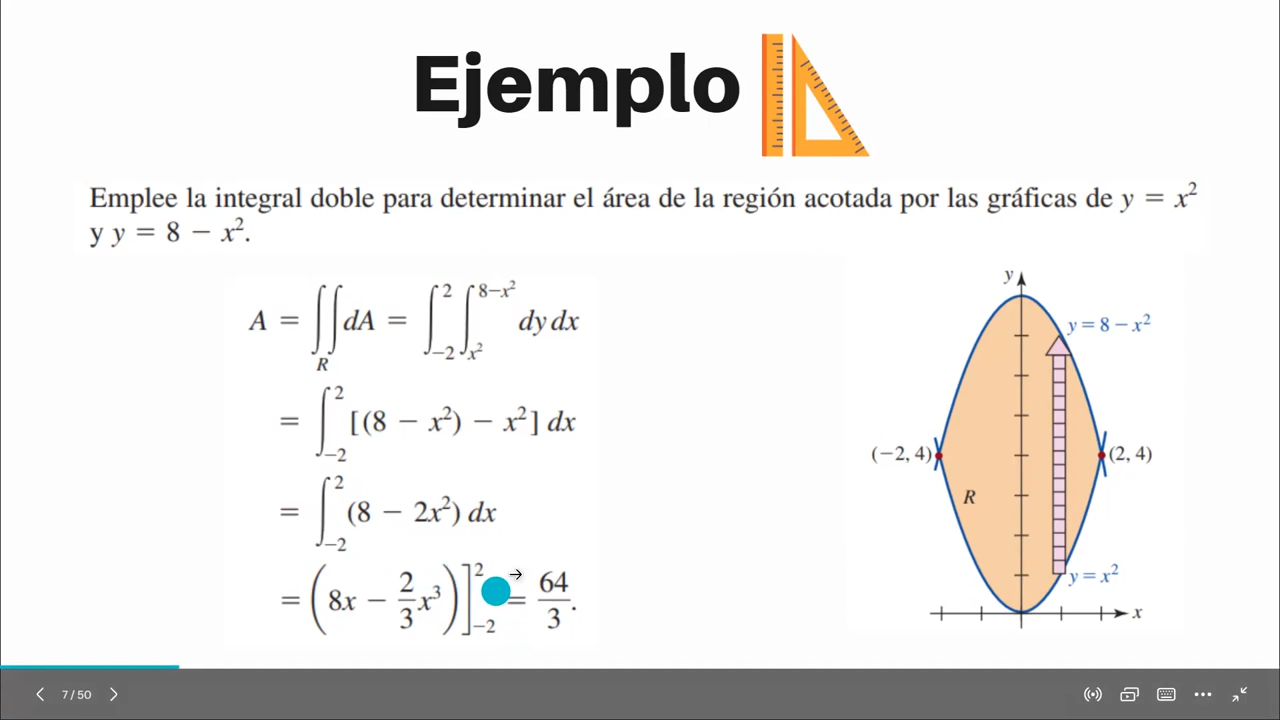 Ejemplo
Emplee la integral doble para determinar el área de la región acotada por las gráficas de y = x²
y y = 8 − x².
A = ∬_R dA = ∫_{−2}^{2} ∫_{x²}^{8−x²} dy dx
= ∫_{−2}^{2} [(8 − x²) − x²] dx
= ∫_{−2}^{2} (8 − 2x²) dx
= (8x − 2/3 x³)]_{−2}^{2} = 64/3.
y
y = 8 − x²
(−2, 4)
(2, 4)
R
y = x²
x
7 / 50